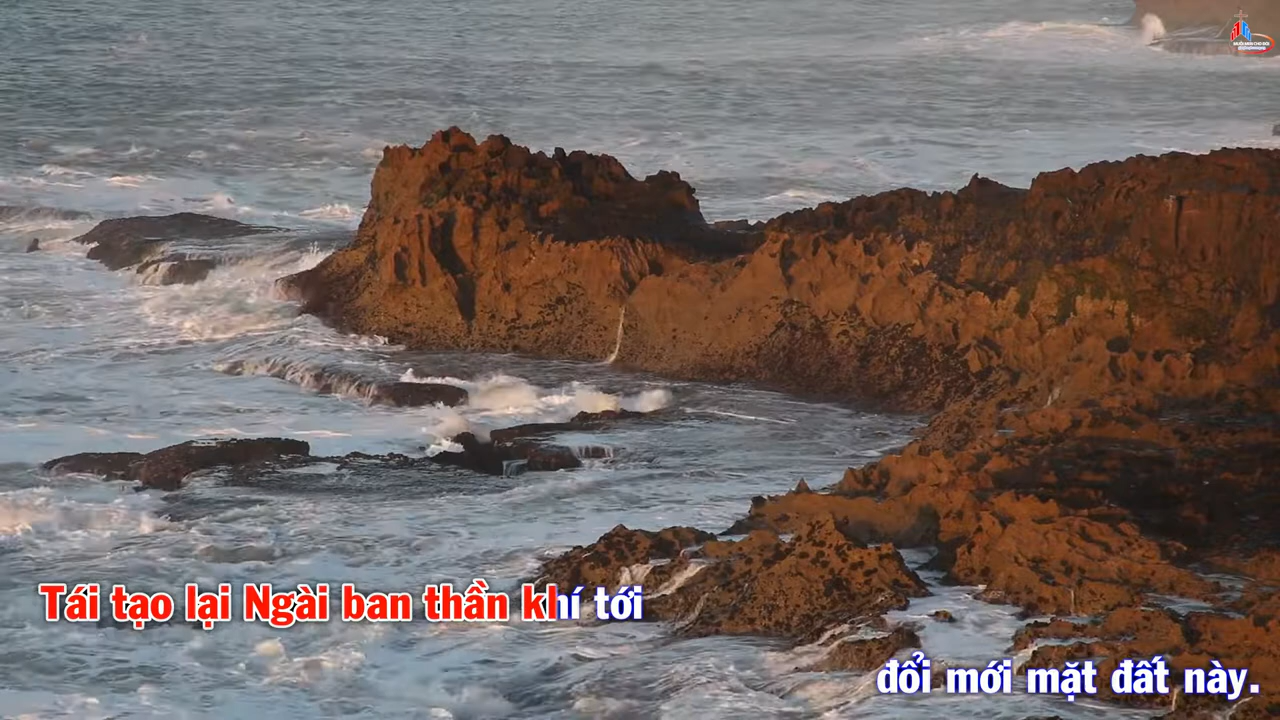 Tái tạo lại Ngài ban thần khí tới
đổi mới mặt đất này.